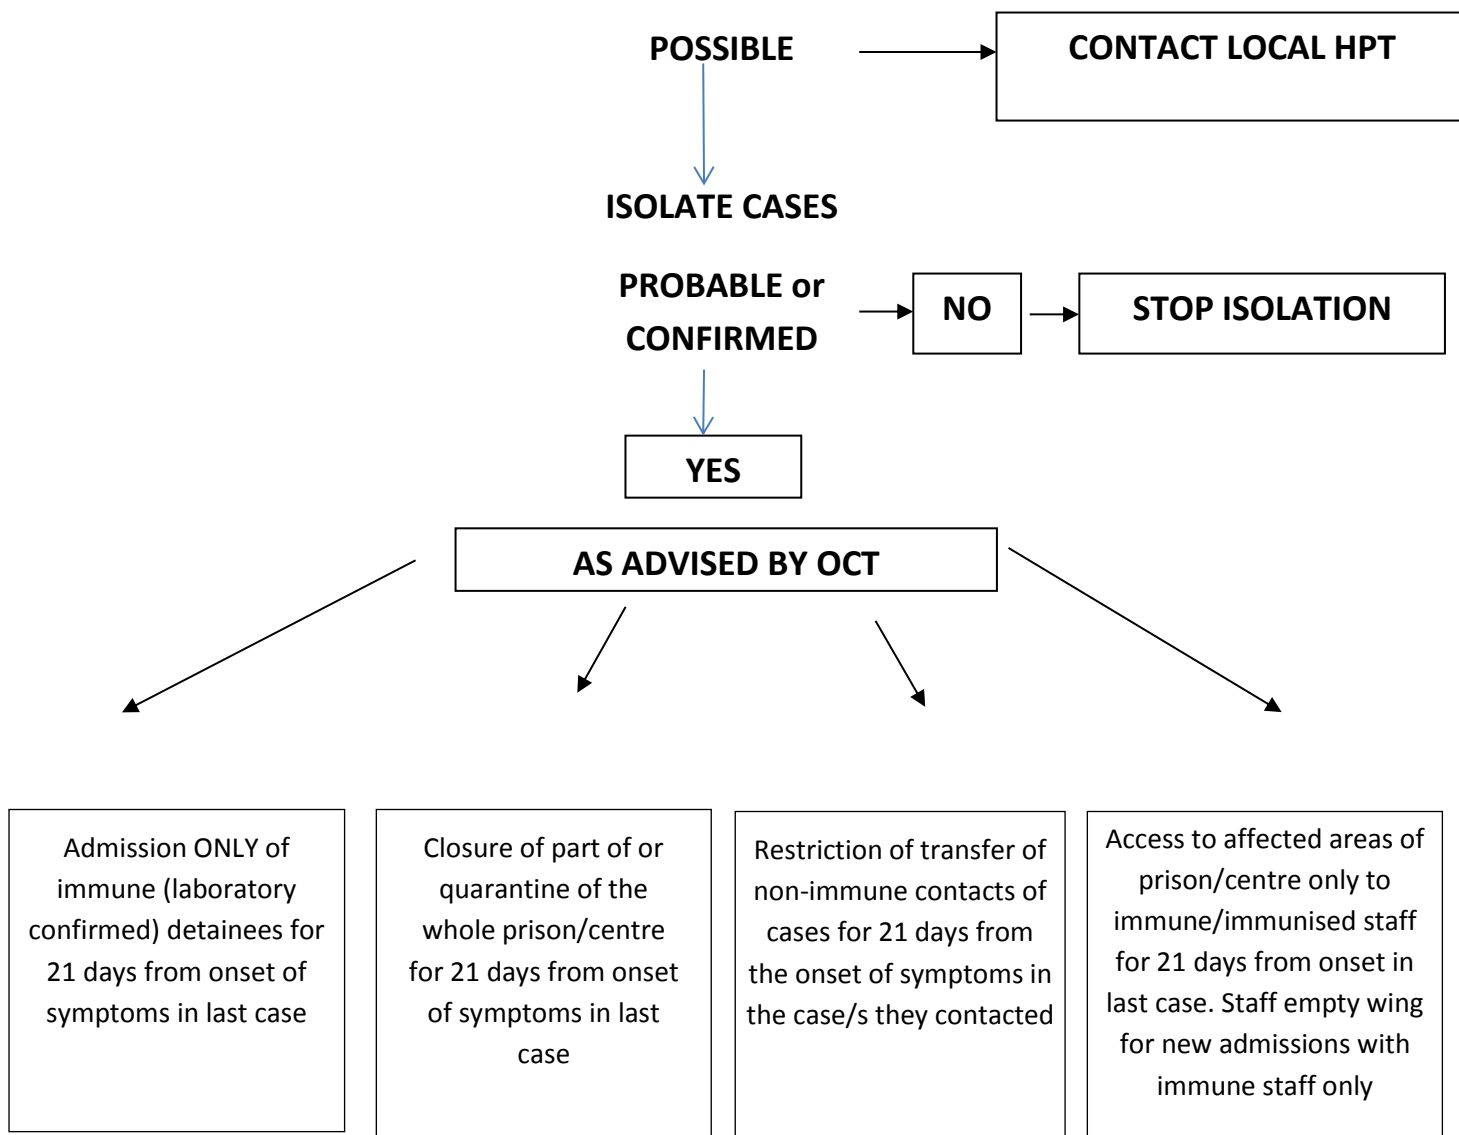 POSSIBLE
CONTACT LOCAL HPT
ISOLATE CASES
PROBABLE or
CONFIRMED
NO
STOP ISOLATION
YES
AS ADVISED BY OCT
Admission ONLY of
immune (laboratory
confirmed) detainees for
21 days from onset of
symptoms in last case
Closure of part of or
quarantine of the
whole prison/centre
for 21 days from onset
of symptoms in last
case
Restriction of transfer of
non-immune contacts of
cases for 21 days from
the onset of symptoms in
the case/s they contacted
Access to affected areas of
prison/centre only to
immune/immunised staff
for 21 days from onset in
last case. Staff empty wing
for new admissions with
immune staff only